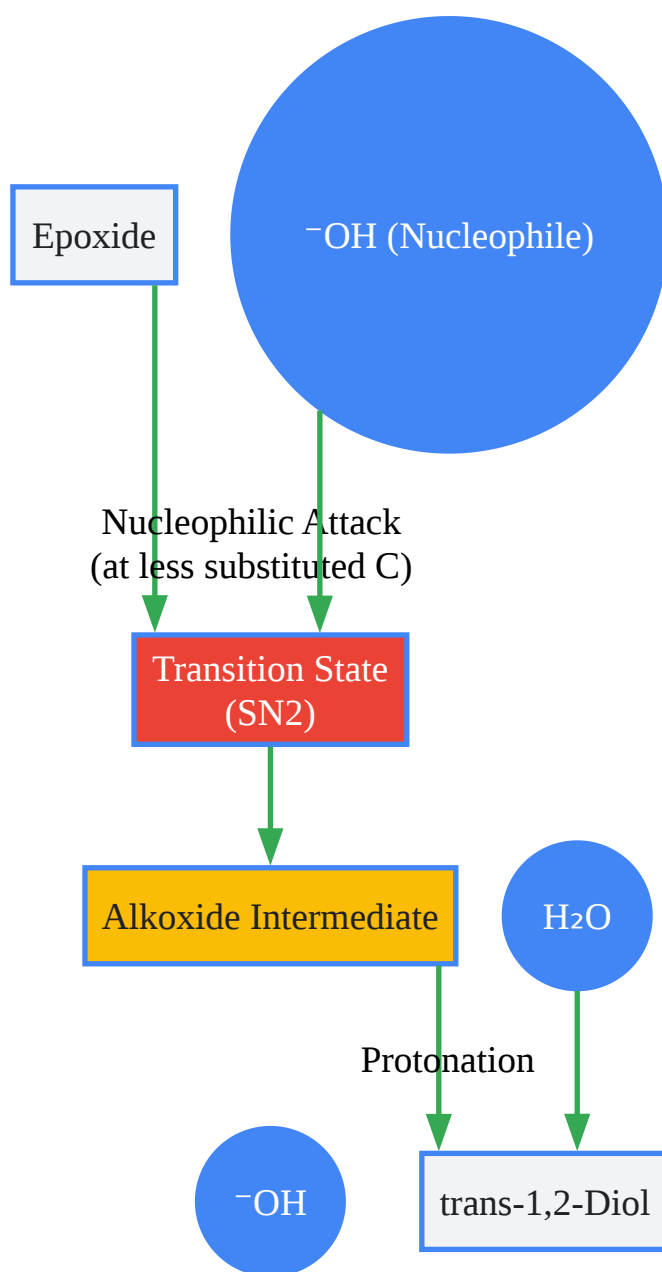 Epoxide
⁻OH (Nucleophile)
Nucleophilic Attack
(at less substituted C)
Transition State
(SN2)
Alkoxide Intermediate
H₂O
Protonation
⁻OH
trans-1,2-Diol